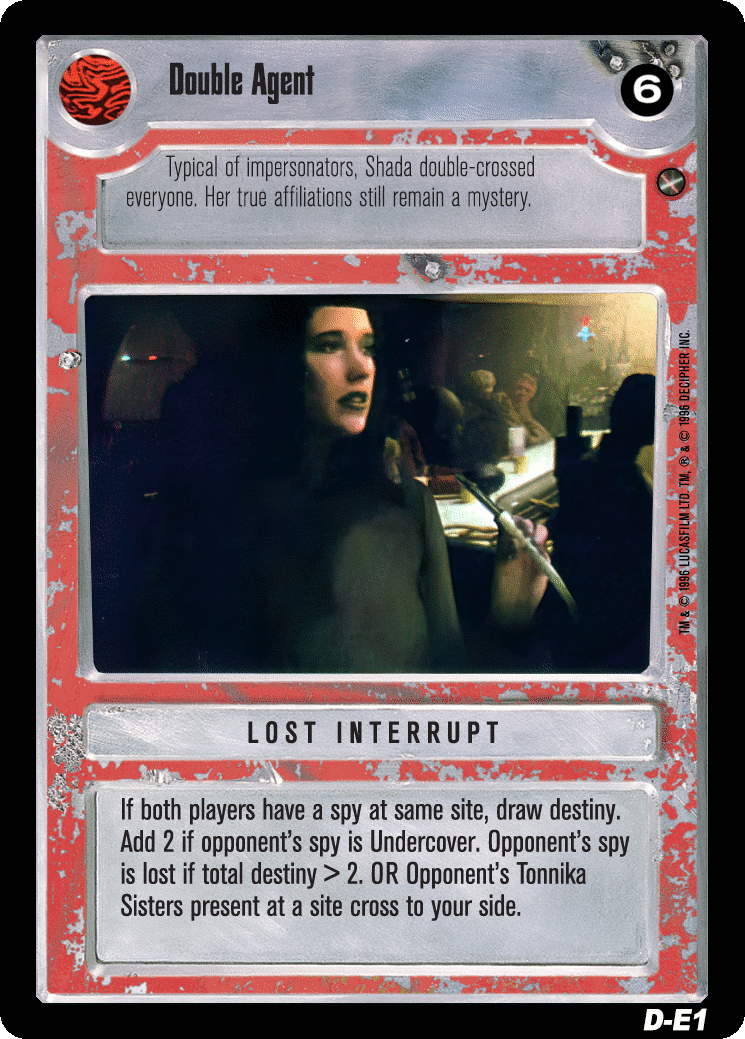 Double Agent
6
Typical of impersonators, Shada double-crossed
everyone. Her true affiliations still remain a mystery.
TM & © 1996 LUCASFILM LTD. TM, ® & © 1996 DECIPHER INC.
LOST INTERRUPT
If both players have a spy at same site, draw destiny.
Add 2 if opponent's spy is Undercover. Opponent's spy
is lost if total destiny > 2. OR Opponent's Tonnika
Sisters present at a site cross to your side.
D-E1